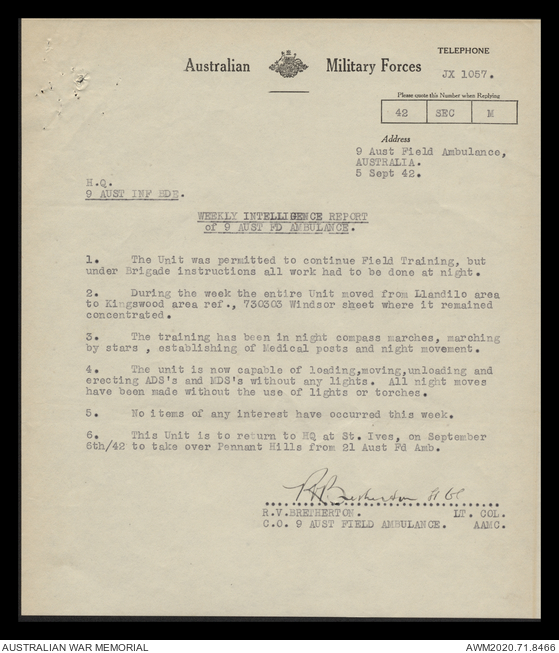 TELEPHONE
Australian Military Forces
JX 1057.
Please quote this Number when Replying
42 SEC M
Address
9 Aust Field Ambulance,
AUSTRALIA.
5 Sept 42.
H.Q.
9 AUST INF BDE.
WEEKLY INTELLIGENCE REPORT
of 9 AUST FD AMBULANCE.
1. The Unit was permitted to continue Field Training, but
under Brigade instructions all work had to be done at night.
2. During the week the entire Unit moved from Llandilo area
to Kingswood area ref., 730303 Windsor sheet where it remained
concentrated.
3. The training has been in night compass marches, marching
by stars , establishing of Medical posts and night movement.
4. The unit is now capable of loading,moving,unloading and
erecting ADS's and MDS's without any lights. All night moves
have been made without the use of lights or torches.
5. No items of any interest have occurred this week.
6. This Unit is to return to HQ at St. Ives, on September
6th/42 to take over Pennant Hills from 21 Aust Fd Amb.
RVBretherton Lt Col
R.V.BRETHERTON. LT. COL.
C.O. 9 AUST FIELD AMBULANCE. AAMC.
AUSTRALIAN WAR MEMORIAL
AWM2020.71.8466